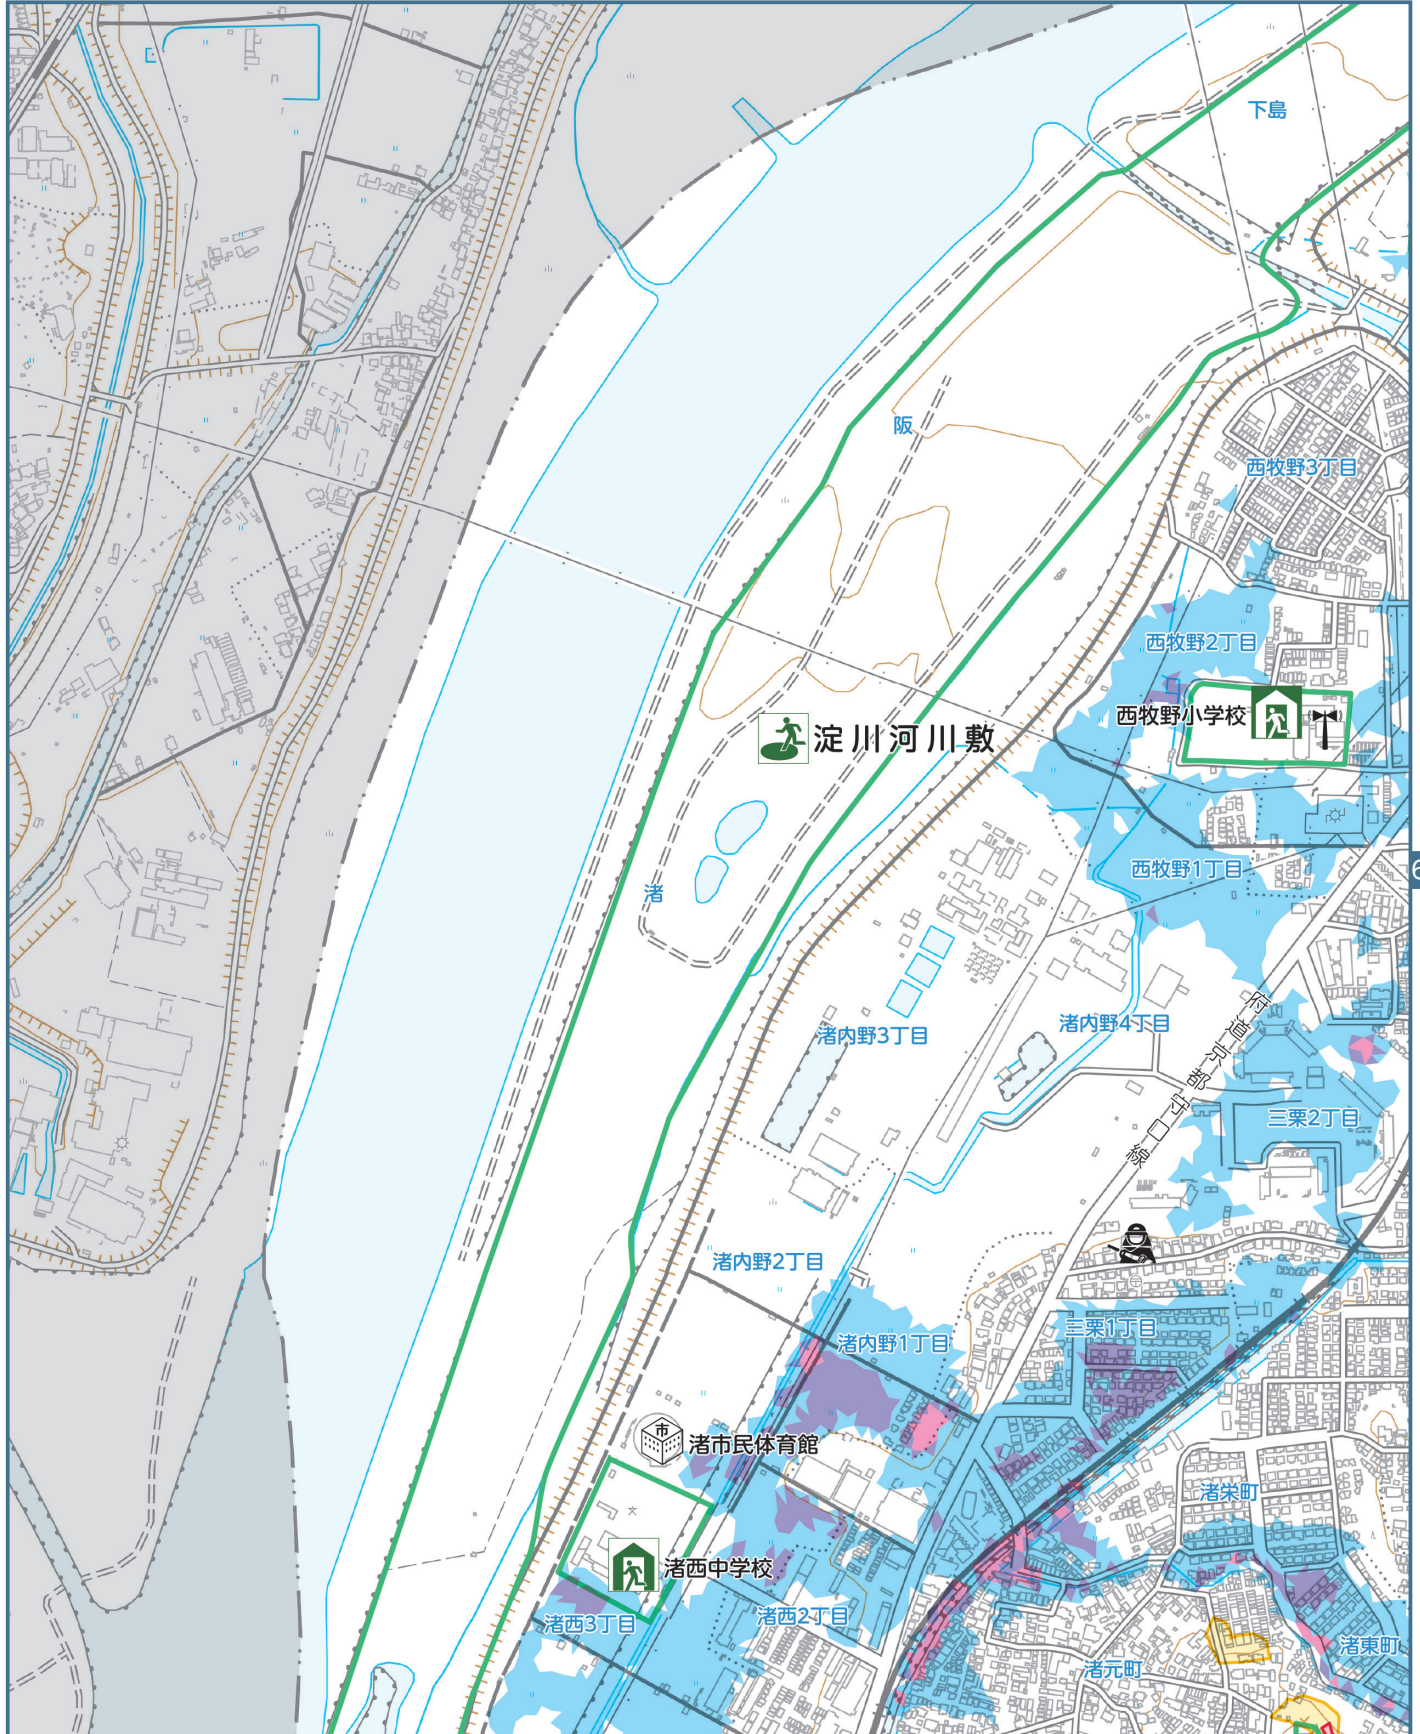 下島
阪
西牧野3丁目
西牧野2丁目
西牧野小学校
淀川河川敷
渚
西牧野1丁目
6
府道京都守口線
渚内野3丁目
渚内野4丁目
三栗2丁目
渚内野2丁目
渚内野1丁目
三栗1丁目
市
渚市民体育館
渚栄町
文
渚西中学校
渚西3丁目
渚西2丁目
渚東町
渚元町